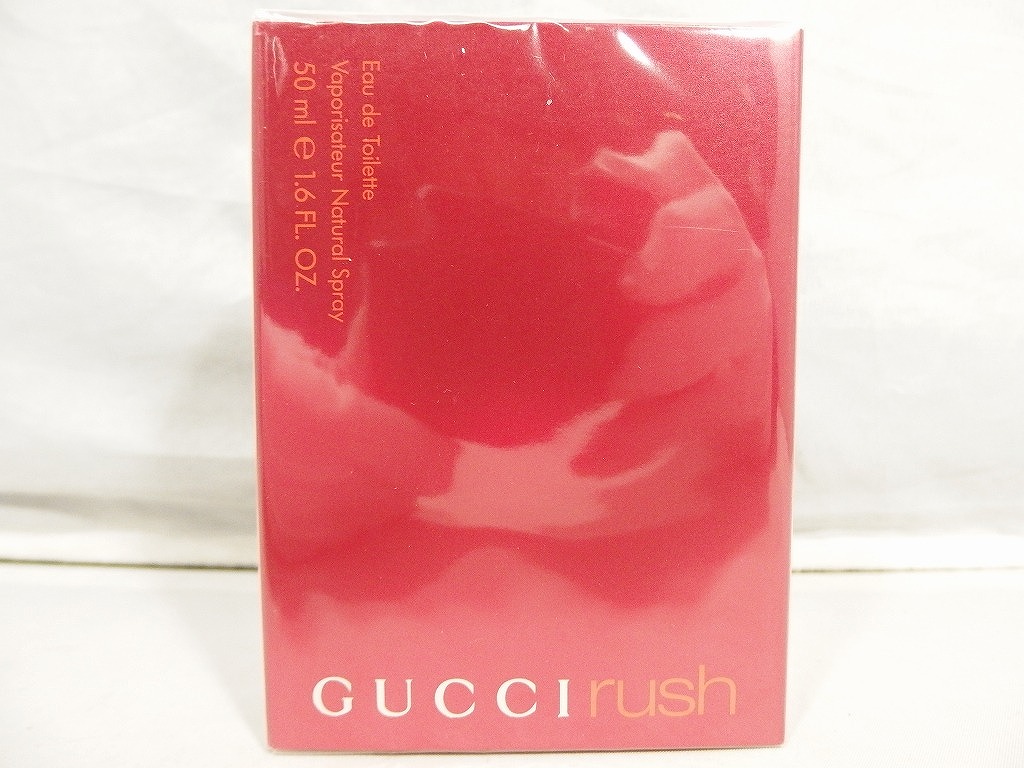 Eau de Toilette
Vaporisateur Natural Spray
50 ml ℮ 1.6 FL. OZ.
GUCCI rush